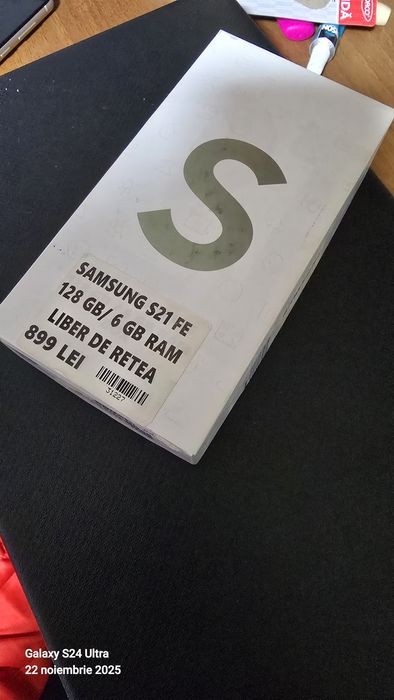 S
SAMSUNG S21 FE
128 GB/ 6 GB RAM
LIBER DE RETEA
899 LEI
31227
Galaxy S24 Ultra
22 noiembrie 2025